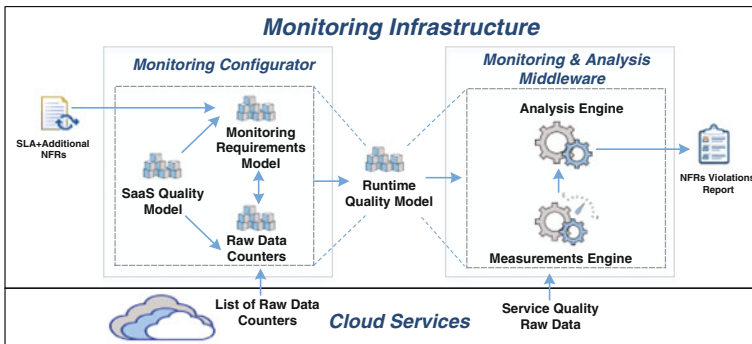 Monitoring Infrastructure
Monitoring Configurator
Monitoring & Analysis
Middleware
SLA+Additional
NFRs
Monitoring
Requirements
Model
SaaS Quality
Model
Raw Data
Counters
Runtime
Quality Model
Analysis Engine
Measurements Engine
NFRs Violations
Report
List of Raw Data
Counters
Cloud Services
Service Quality
Raw Data